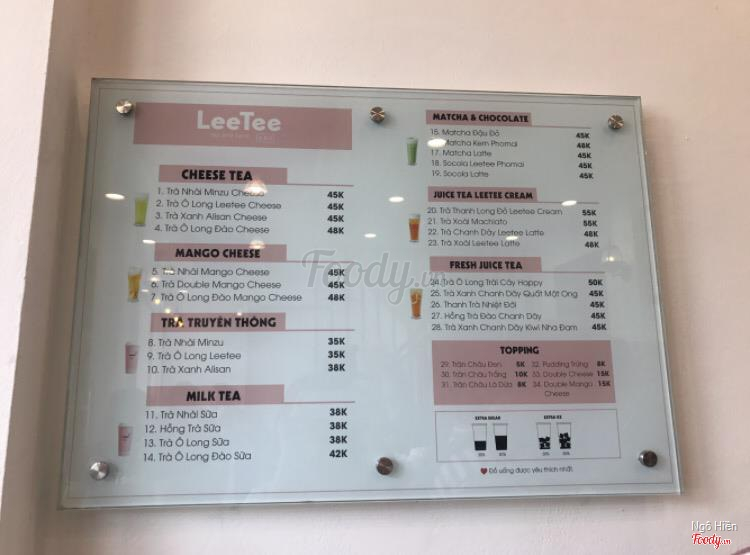 LeeTee
CHEESE TEA
1. Trà Nhài Minzu Cheese 45K
2. Trà Ô Long Leetee Cheese 45K
3. Trà Xanh Alisan Cheese 45K
4. Trà Ô Long Đào Cheese 48K
MANGO CHEESE
5. Trà Nhài Mango Cheese 45K
6. Trà Double Mango Cheese 45K
7. Trà Ô Long Đào Mango Cheese 48K
TRÀ TRUYỀN THỐNG
8. Trà Nhài Minzu 35K
9. Trà Ô Long Leetee 35K
10. Trà Xanh Alisan 38K
MILK TEA
11. Trà Nhài Sữa 38K
12. Hồng Trà Sữa 38K
13. Trà Ô Long Sữa 38K
14. Trà Ô Long Đào Sữa 42K
MATCHA & CHOCOLATE
15. Matcha Đậu Đỏ 45K
Matcha Kem Phomai 48K
17. Matcha Latte 45K
18. Socola Leetee Phomai 45K
19. Socola Latte 45K
JUICE TEA LEETEE CREAM
20. Trà Thanh Long Đỏ Leetee Cream 55K
21. Trà Xoài Machiato 55K
22. Trà Chanh Dây Leetee Latte 48K
23. Trà Xoài Leetee Latte 48K
FRESH JUICE TEA
24. Trà Ô Long Trái Cây Happy 50K
25. Trà Xanh Chanh Dây Quất Mật Ong 45K
26. Thanh Trà Nhiệt Đới 45K
27. Hồng Trà Đào Chanh Dây 45K
28. Trà Xanh Chanh Dây Kiwi Nha Đam 45K
TOPPING
29. Trân Châu Đen 5K 32. Pudding Trứng 8K
30. Trân Châu Trắng 10K 33. Double Cheese 15K
31. Trân Châu Lá Dứa 8K 34. Double Mango Cheese 15K
EXTRA SUGAR EXTRA ICE
Đồ uống được yêu thích nhất
Foody.vn
Ngô Hiền
Foody.vn